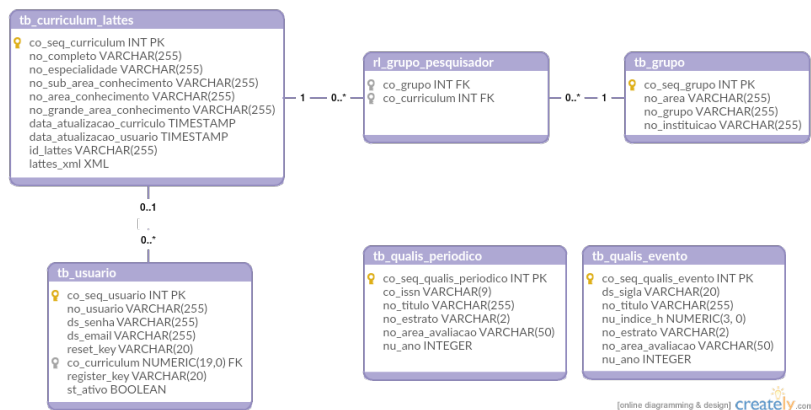 tb_curriculum_lattes
co_seq_curriculum INT PK
no_completo VARCHAR(255)
no_especialidade VARCHAR(255)
no_sub_area_conhecimento VARCHAR(255)
no_area_conhecimento VARCHAR(255)
no_grande_area_conhecimento VARCHAR(255)
data_atualizacao_curriculo TIMESTAMP
data_atualizacao_usuario TIMESTAMP
id_lattes VARCHAR(255)
lattes_xml XML
1
0..*
rl_grupo_pesquisador
co_grupo INT FK
co_curriculum INT FK
0..*
1
tb_grupo
co_seq_grupo INT PK
no_area VARCHAR(255)
no_grupo VARCHAR(255)
no_instituicao VARCHAR(255)
0..1
0..*
tb_usuario
co_seq_usuario INT PK
no_usuario VARCHAR(255)
ds_senha VARCHAR(255)
ds_email VARCHAR(255)
reset_key VARCHAR(20)
co_curriculum NUMERIC(19,0) FK
register_key VARCHAR(20)
st_ativo BOOLEAN
tb_qualis_periodico
co_seq_qualis_periodico INT PK
co_issn VARCHAR(9)
no_titulo VARCHAR(255)
no_estrato VARCHAR(2)
no_area_avaliacao VARCHAR(50)
nu_ano INTEGER
tb_qualis_evento
co_seq_qualis_evento INT PK
ds_sigla VARCHAR(20)
no_titulo VARCHAR(255)
nu_indice_h NUMERIC(3, 0)
no_estrato VARCHAR(2)
no_area_avaliacao VARCHAR(50)
nu_ano INTEGER
[online diagramming & design] creately.com